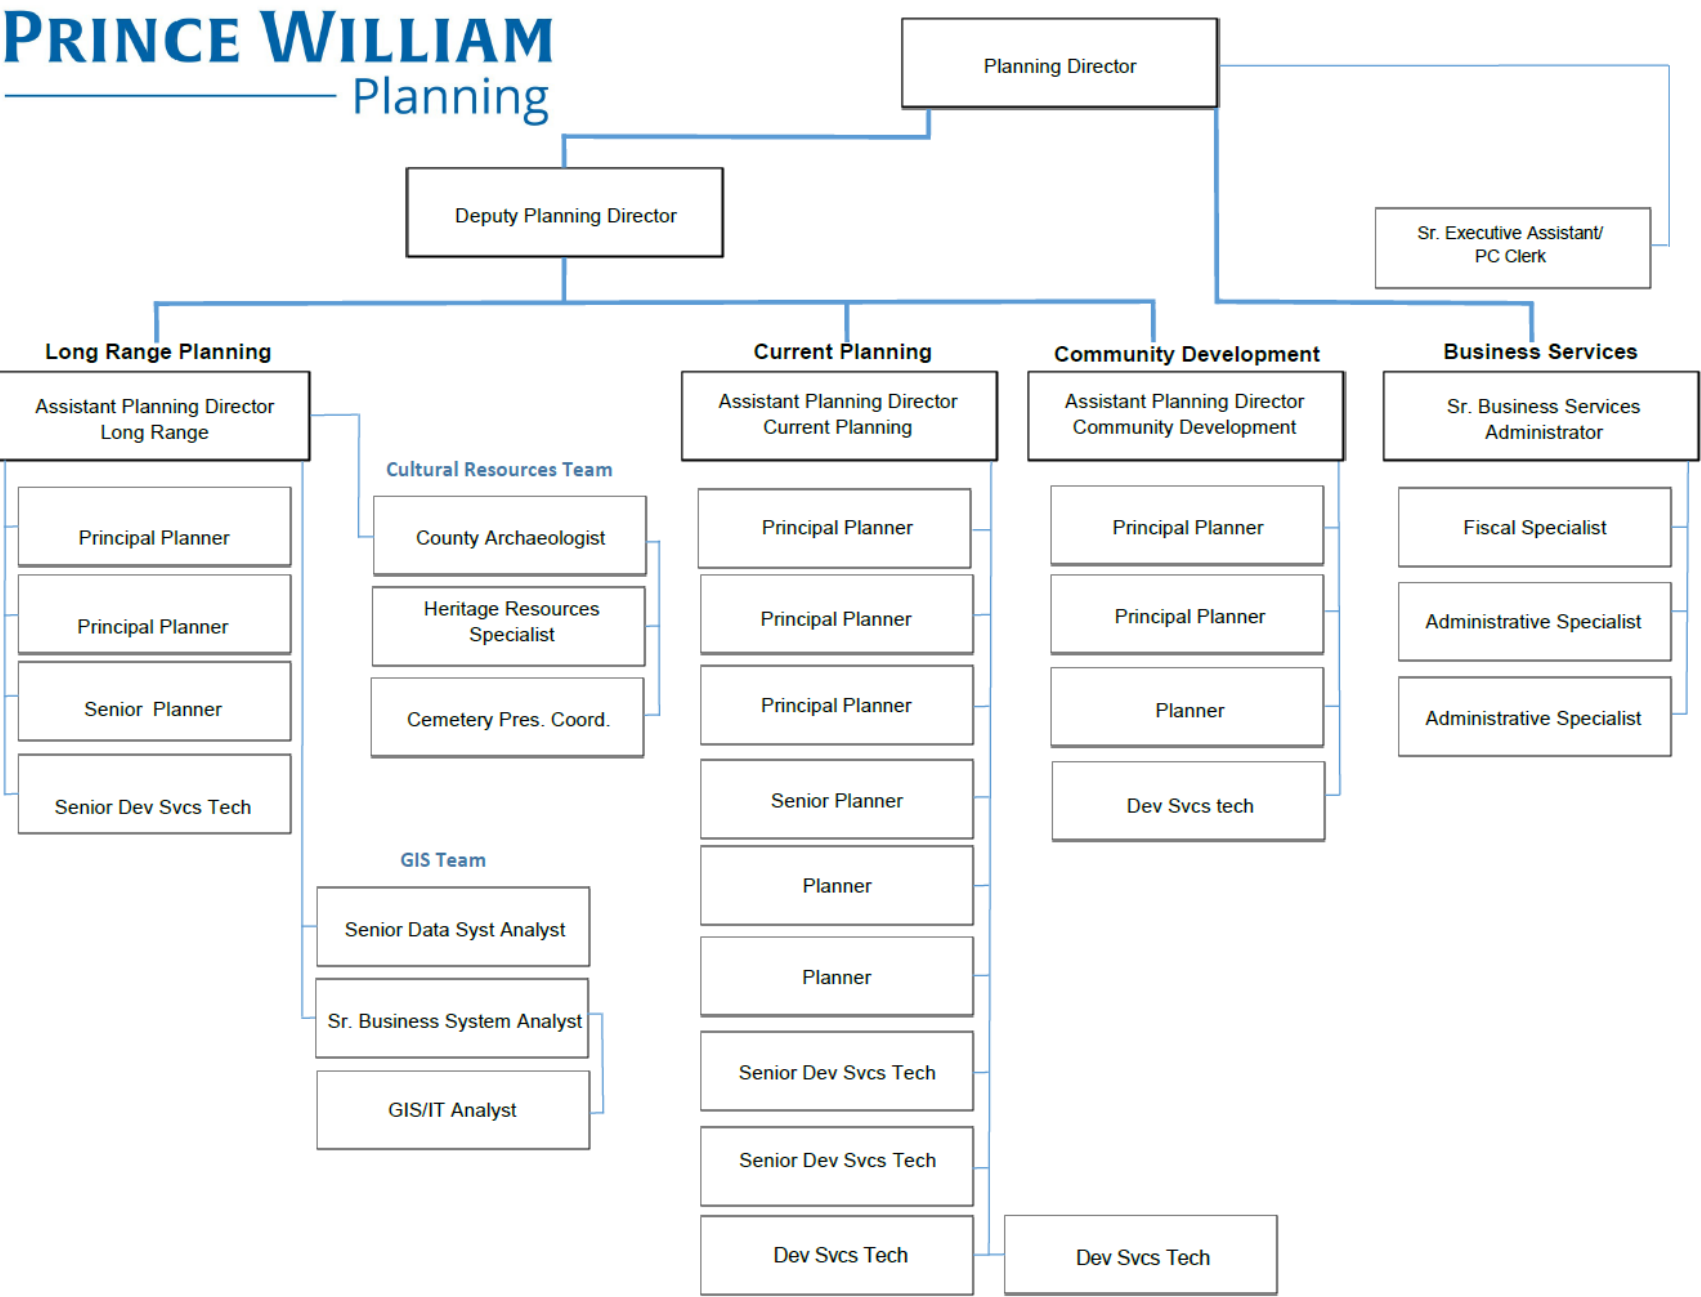 PRINCE WILLIAM
Planning
Planning Director
Deputy Planning Director
Sr. Executive Assistant/
PC Clerk
Long Range Planning
Assistant Planning Director
Long Range
Principal Planner
Principal Planner
Senior Planner
Senior Dev Svcs Tech
Cultural Resources Team
County Archaeologist
Heritage Resources
Specialist
Cemetery Pres. Coord.
GIS Team
Senior Data Syst Analyst
Sr. Business System Analyst
GIS/IT Analyst
Current Planning
Assistant Planning Director
Current Planning
Principal Planner
Principal Planner
Principal Planner
Senior Planner
Planner
Planner
Senior Dev Svcs Tech
Senior Dev Svcs Tech
Dev Svcs Tech
Dev Svcs Tech
Community Development
Assistant Planning Director
Community Development
Principal Planner
Principal Planner
Planner
Dev Svcs tech
Business Services
Sr. Business Services
Administrator
Fiscal Specialist
Administrative Specialist
Administrative Specialist